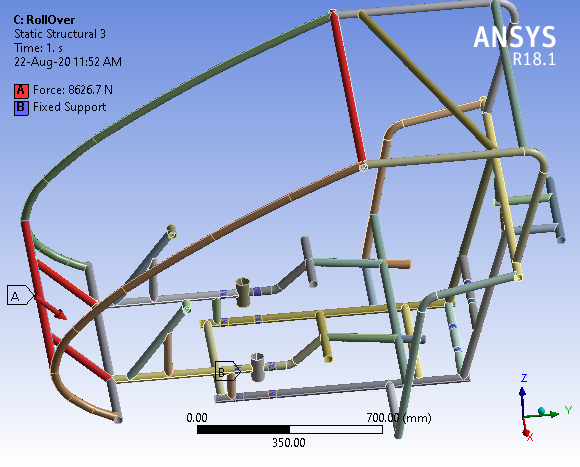 C: RollOver
Static Structural 3
Time: 1. s
22-Aug-20 11:52 AM
A Force: 8626.7 N
B Fixed Support
ANSYS
R18.1
A
B
0.00 700.00 (mm)
350.00
Z
Y
X